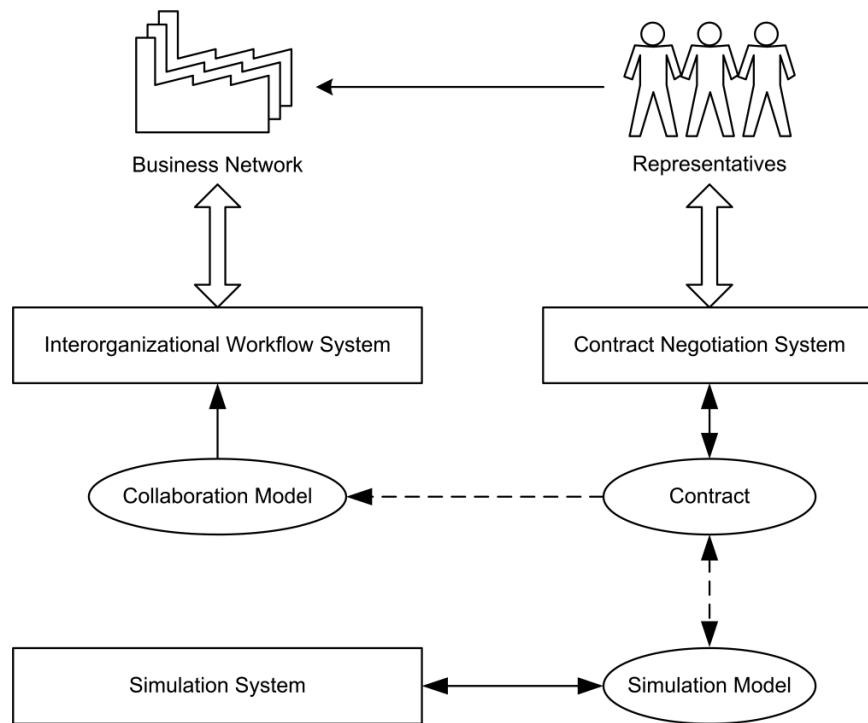 Business Network
Representatives
Interorganizational Workflow System
Contract Negotiation System
Collaboration Model
Contract
Simulation System
Simulation Model